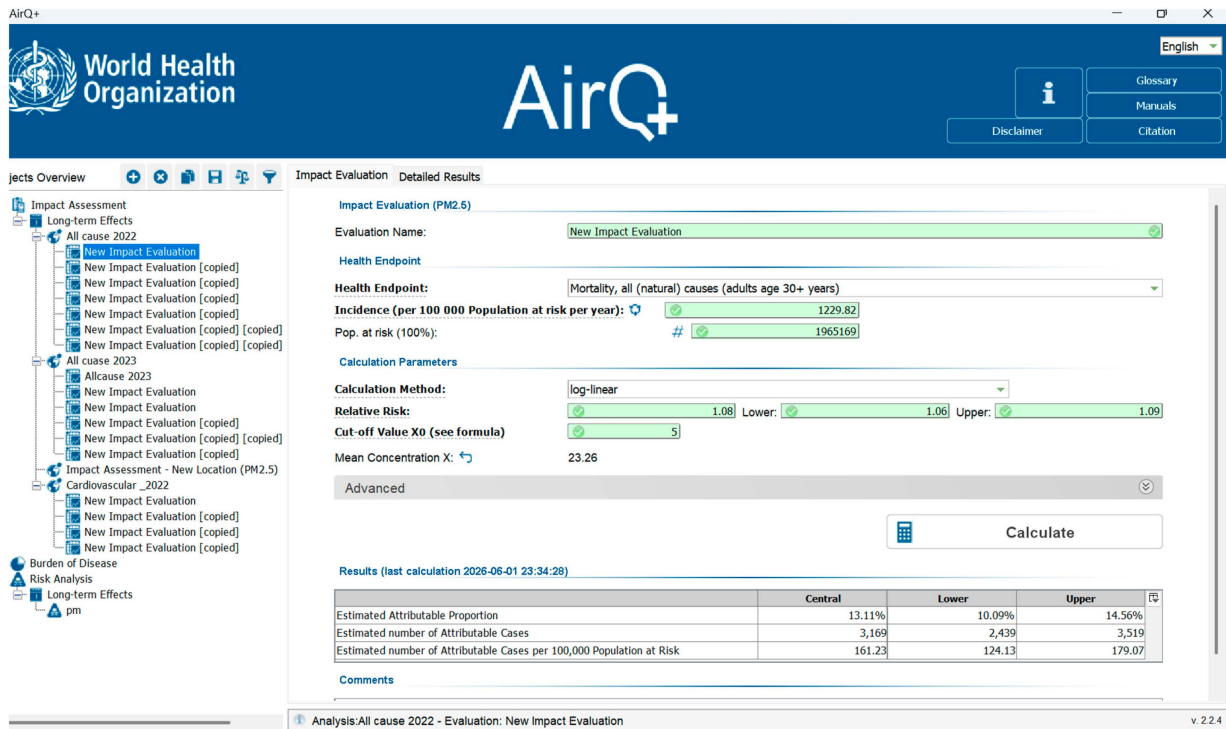 AirQ+
World Health
Organization
AirQ+
English
i
Glossary
Manuals
Disclaimer
Citation
jects Overview
Impact Evaluation
Detailed Results
Impact Assessment
Long-term Effects
All cause 2022
New Impact Evaluation
New Impact Evaluation [copied]
New Impact Evaluation [copied]
New Impact Evaluation [copied]
New Impact Evaluation [copied]
New Impact Evaluation [copied] [copied]
New Impact Evaluation [copied] [copied]
All cuase 2023
Allcause 2023
New Impact Evaluation
New Impact Evaluation
New Impact Evaluation [copied]
New Impact Evaluation [copied] [copied]
New Impact Evaluation [copied]
Impact Assessment - New Location (PM2.5)
Cardiovascular _2022
New Impact Evaluation
New Impact Evaluation [copied]
New Impact Evaluation [copied]
New Impact Evaluation [copied]
Burden of Disease
Risk Analysis
Long-term Effects
pm
Impact Evaluation (PM2.5)
Evaluation Name: New Impact Evaluation
Health Endpoint
Health Endpoint: Mortality, all (natural) causes (adults age 30+ years)
Incidence (per 100 000 Population at risk per year): 1229.82
Pop. at risk (100%): # 1965169
Calculation Parameters
Calculation Method: log-linear
Relative Risk: 1.08 Lower: 1.06 Upper: 1.09
Cut-off Value X0 (see formula) 5
Mean Concentration X: 23.26
Advanced
Calculate
Results (last calculation 2026-06-01 23:34:28)
Central Lower Upper
Estimated Attributable Proportion 13.11% 10.09% 14.56%
Estimated number of Attributable Cases 3,169 2,439 3,519
Estimated number of Attributable Cases per 100,000 Population at Risk 161.23 124.13 179.07
Comments
Analysis:All cause 2022 - Evaluation: New Impact Evaluation
v. 2.2.4